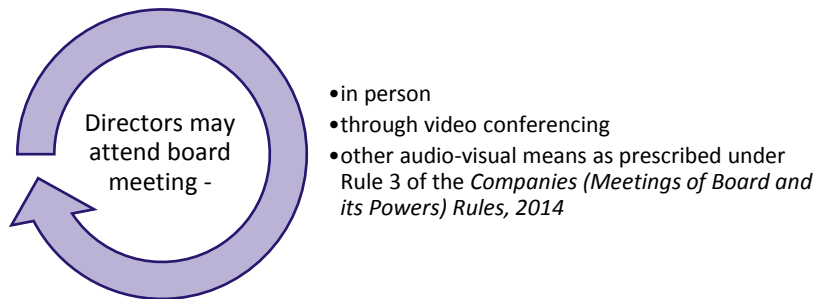 Directors may
attend board
meeting -
•in person
•through video conferencing
•other audio-visual means as prescribed under
Rule 3 of the Companies (Meetings of Board and
its Powers) Rules, 2014